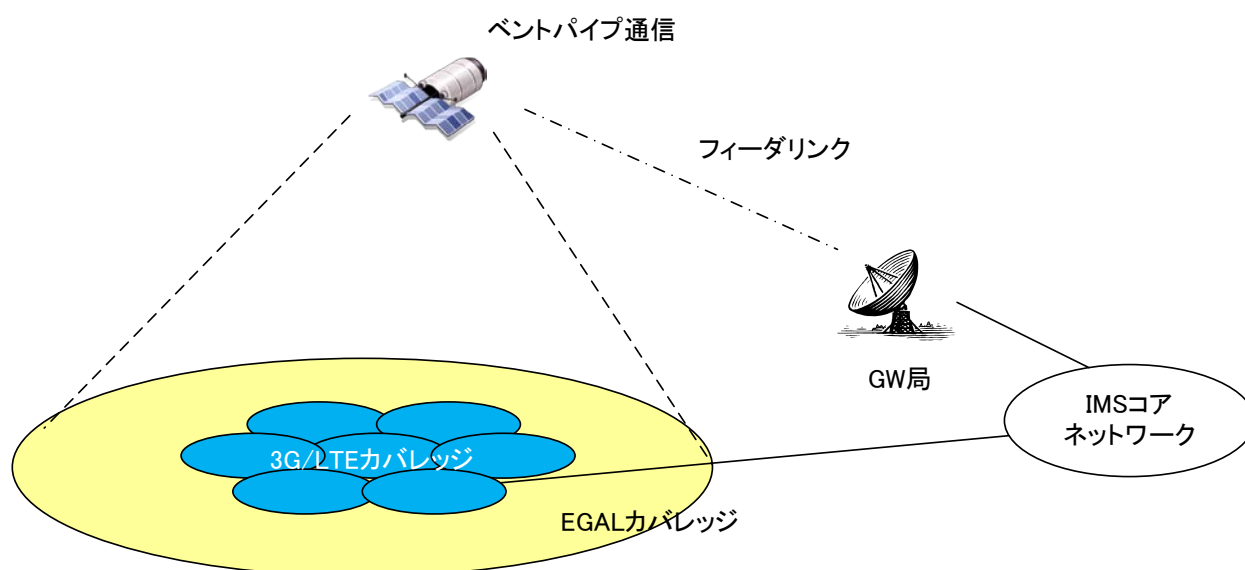 ベントパイプ通信
フィーダリンク
GW局
IMSコア
ネットワーク
3G/LTEカバレッジ
EGALカバレッジ